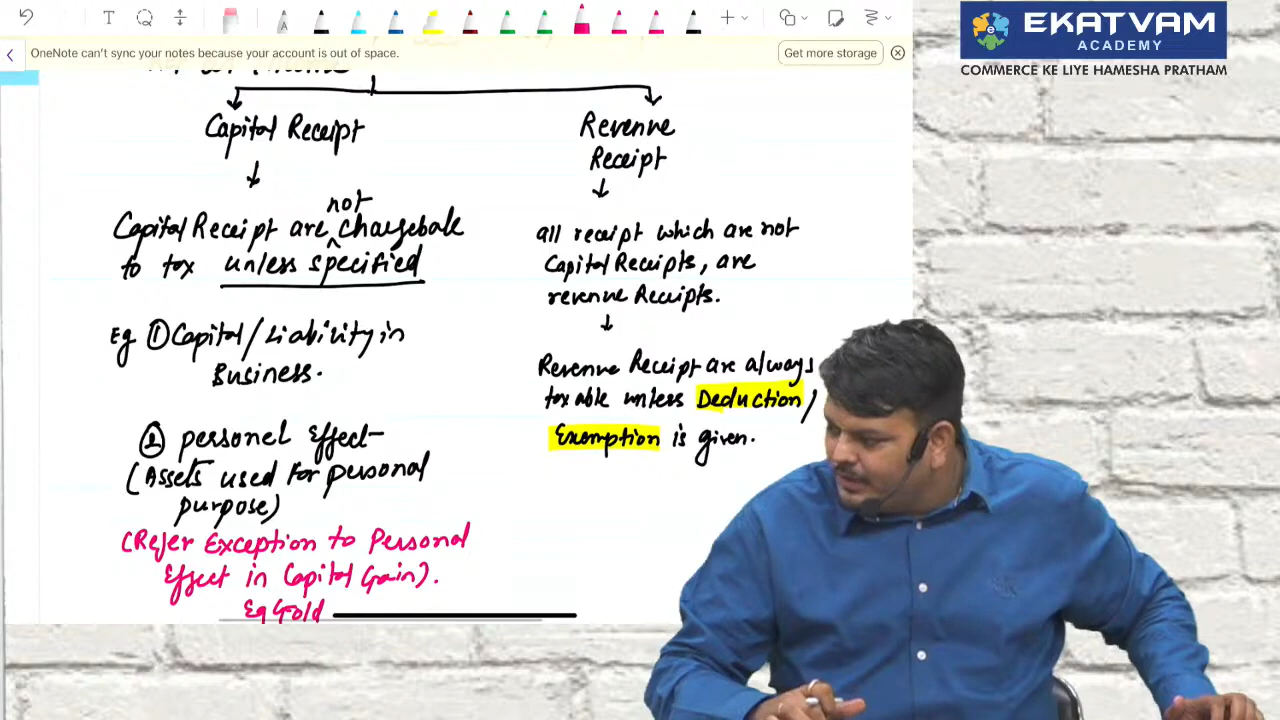 EKATVAM
ACADEMY
COMMERCE KE LIYE HAMESHA PRATHAM
OneNote can't sync your notes because your account is out of space.
Get more storage
Capital Receipt
Capital Receipt are not chargebale
to tax unless specified
Eg ① Capital/Liability in
Business.
② personel Effect-
(Assets used for personal
purpose)
(Refer Exception to Personal
Effect in Capital Gain).
Eg Gold
Revenue
Receipt
all receipt which are not
Capital Receipts, are
revenue Receipts.
Revenue Receipt are always
taxable unless Deduction/
Exemption is given.